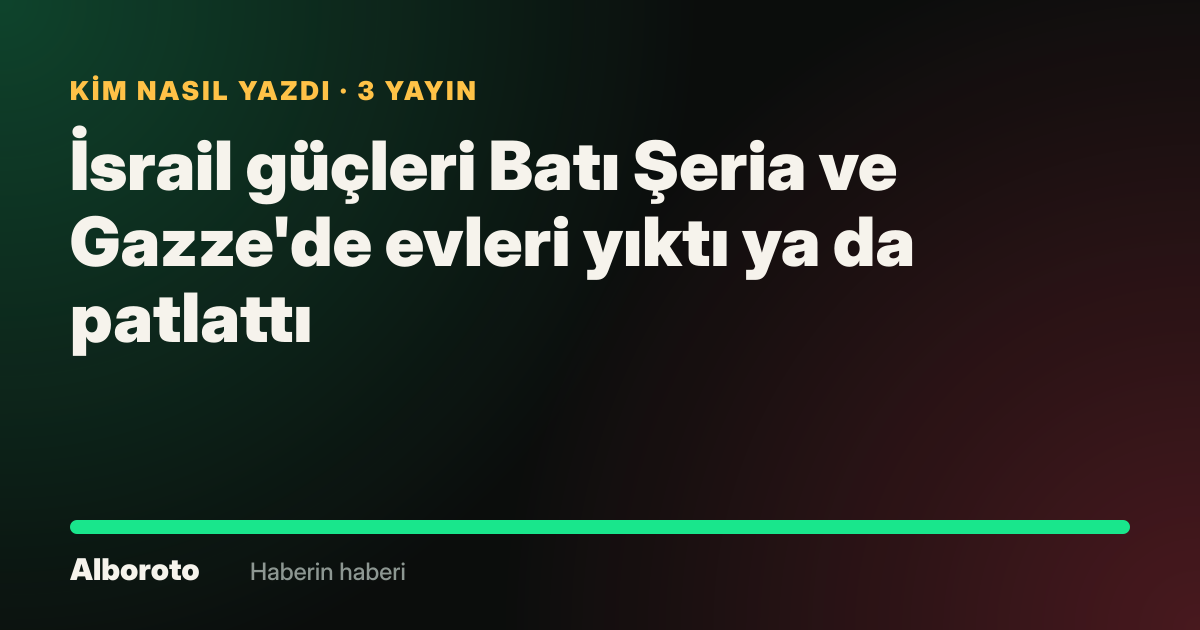 KİM NASIL YAZDI · 3 YAYIN
İsrail güçleri Batı Şeria ve
Gazze'de evleri yıktı ya da
patlattı
Alboroto
Haberin haberi